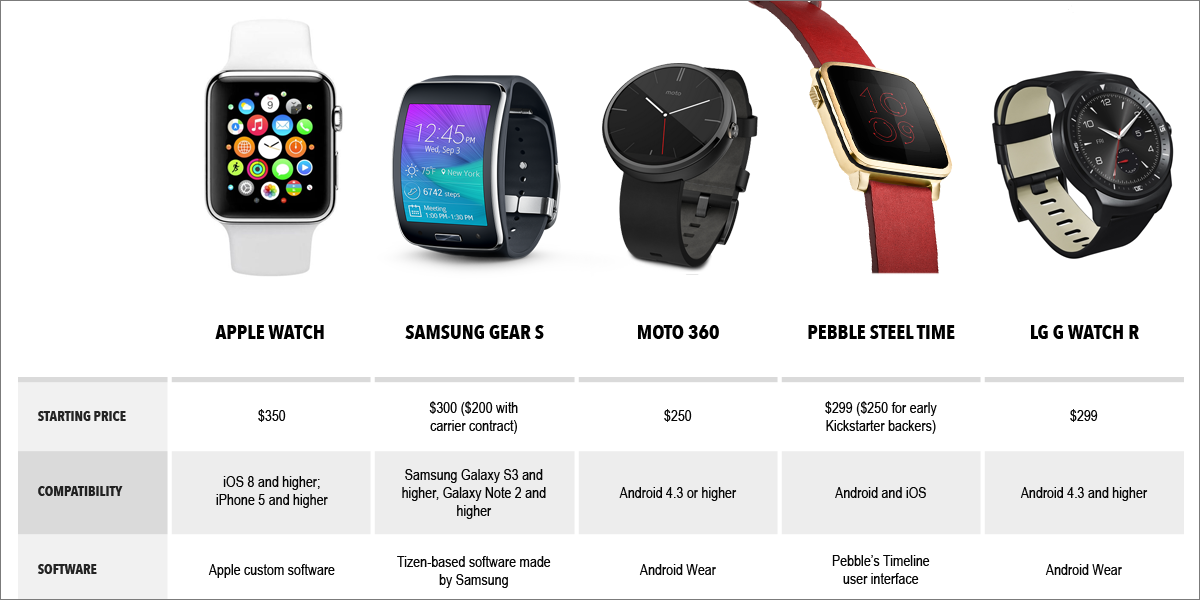 9
12:45 PM
Wed, Sep 3
75°F New York
6742 steps
Meeting
1:00 PM-1:30 PM
moto
10
09
12
APPLE WATCH
SAMSUNG GEAR S
MOTO 360
PEBBLE STEEL TIME
LG G WATCH R
STARTING PRICE
$350
$300 ($200 with
carrier contract)
$250
$299 ($250 for early
Kickstarter backers)
$299
COMPATIBILITY
iOS 8 and higher;
iPhone 5 and higher
Samsung Galaxy S3 and
higher, Galaxy Note 2 and
higher
Android 4.3 or higher
Android and iOS
Android 4.3 and higher
SOFTWARE
Apple custom software
Tizen-based software made
by Samsung
Android Wear
Pebble’s Timeline
user interface
Android Wear